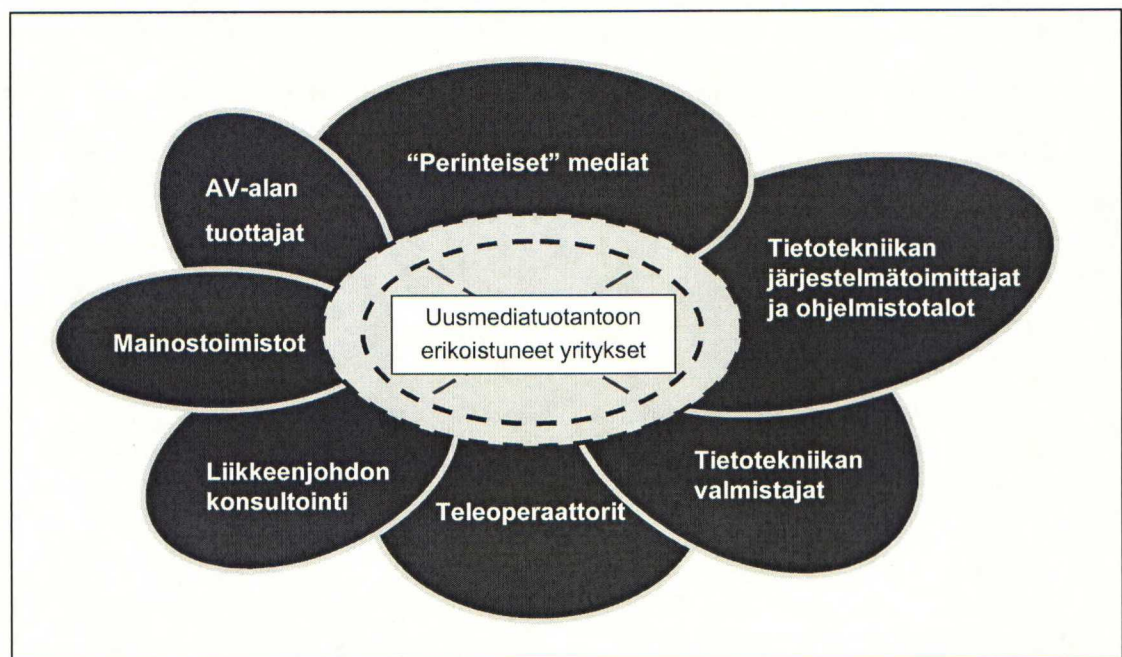 “Perinteiset” mediat
AV-alan
tuottajat
Tietotekniikan
järjestelmätoimittajat
ja ohjelmistotalot
Uusmediatuotantoon
erikoistuneet yritykset
Mainostoimistot
Liikkeenjohdon
konsultointi
Teleoperaattorit
Tietotekniikan
valmistajat